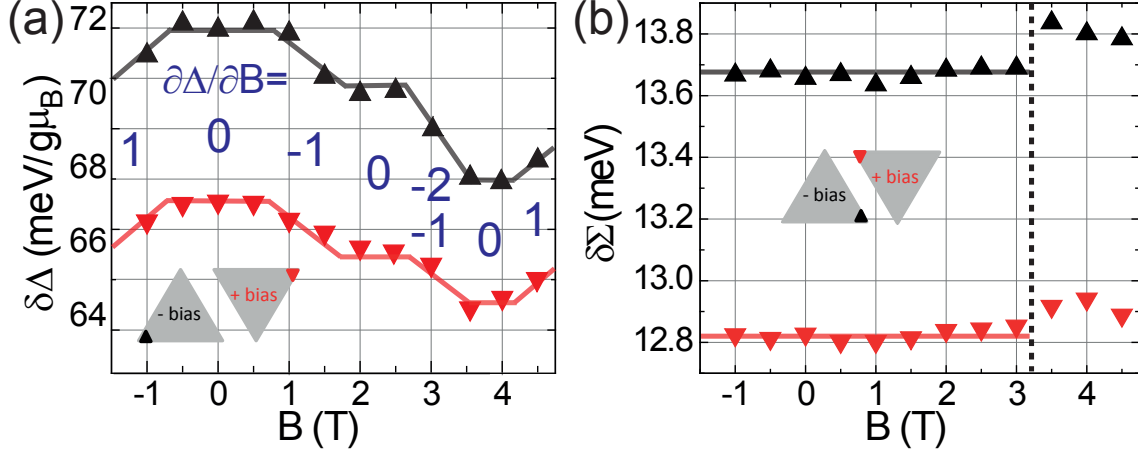 (a)
δΔ (meV/gμ_B)
72
70
68
66
64
∂Δ/∂B=
1
0
-1
0
-2
-1
0
1
- bias
+ bias
-1 0 1 2 3 4
B (T)
(b)
δΣ (meV)
13.8
13.6
13.4
13.2
13.0
12.8
- bias
+ bias
-1 0 1 2 3 4
B (T)